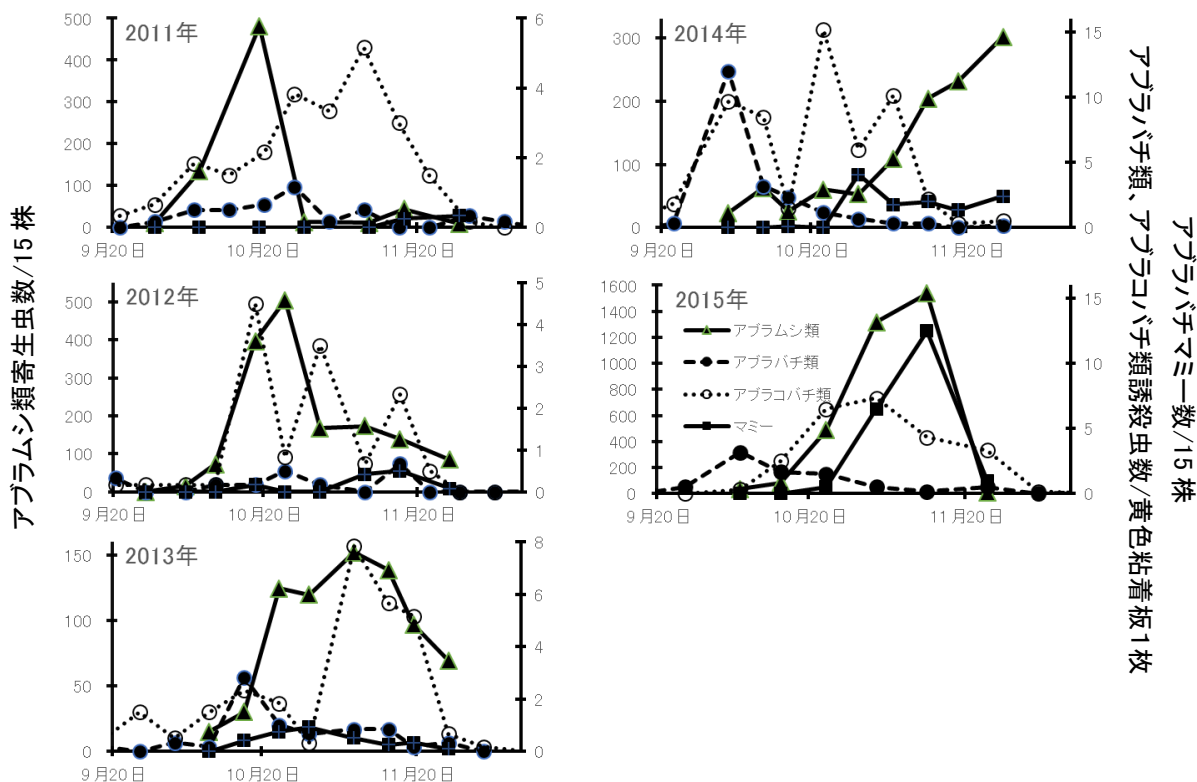 アブラムシ類寄生虫数/15株
2011年
500
400
300
200
100
0
6
4
2
0
9月20日
10月20日
11月20日
2012年
500
400
300
200
100
0
5
4
3
2
1
0
9月20日
10月20日
11月20日
2013年
150
100
50
0
8
6
4
2
0
9月20日
10月20日
11月20日
2014年
300
200
100
0
15
10
5
0
9月20日
10月20日
11月20日
2015年
アブラムシ類
アブラバチ類
アブラコバチ類
マミー
1600
1400
1200
1000
800
600
400
200
0
15
10
5
0
9月20日
10月20日
11月20日
アブラバチマミー数/15株
アブラバチ類、アブラコバチ類誘殺虫数/黄色粘着板1枚